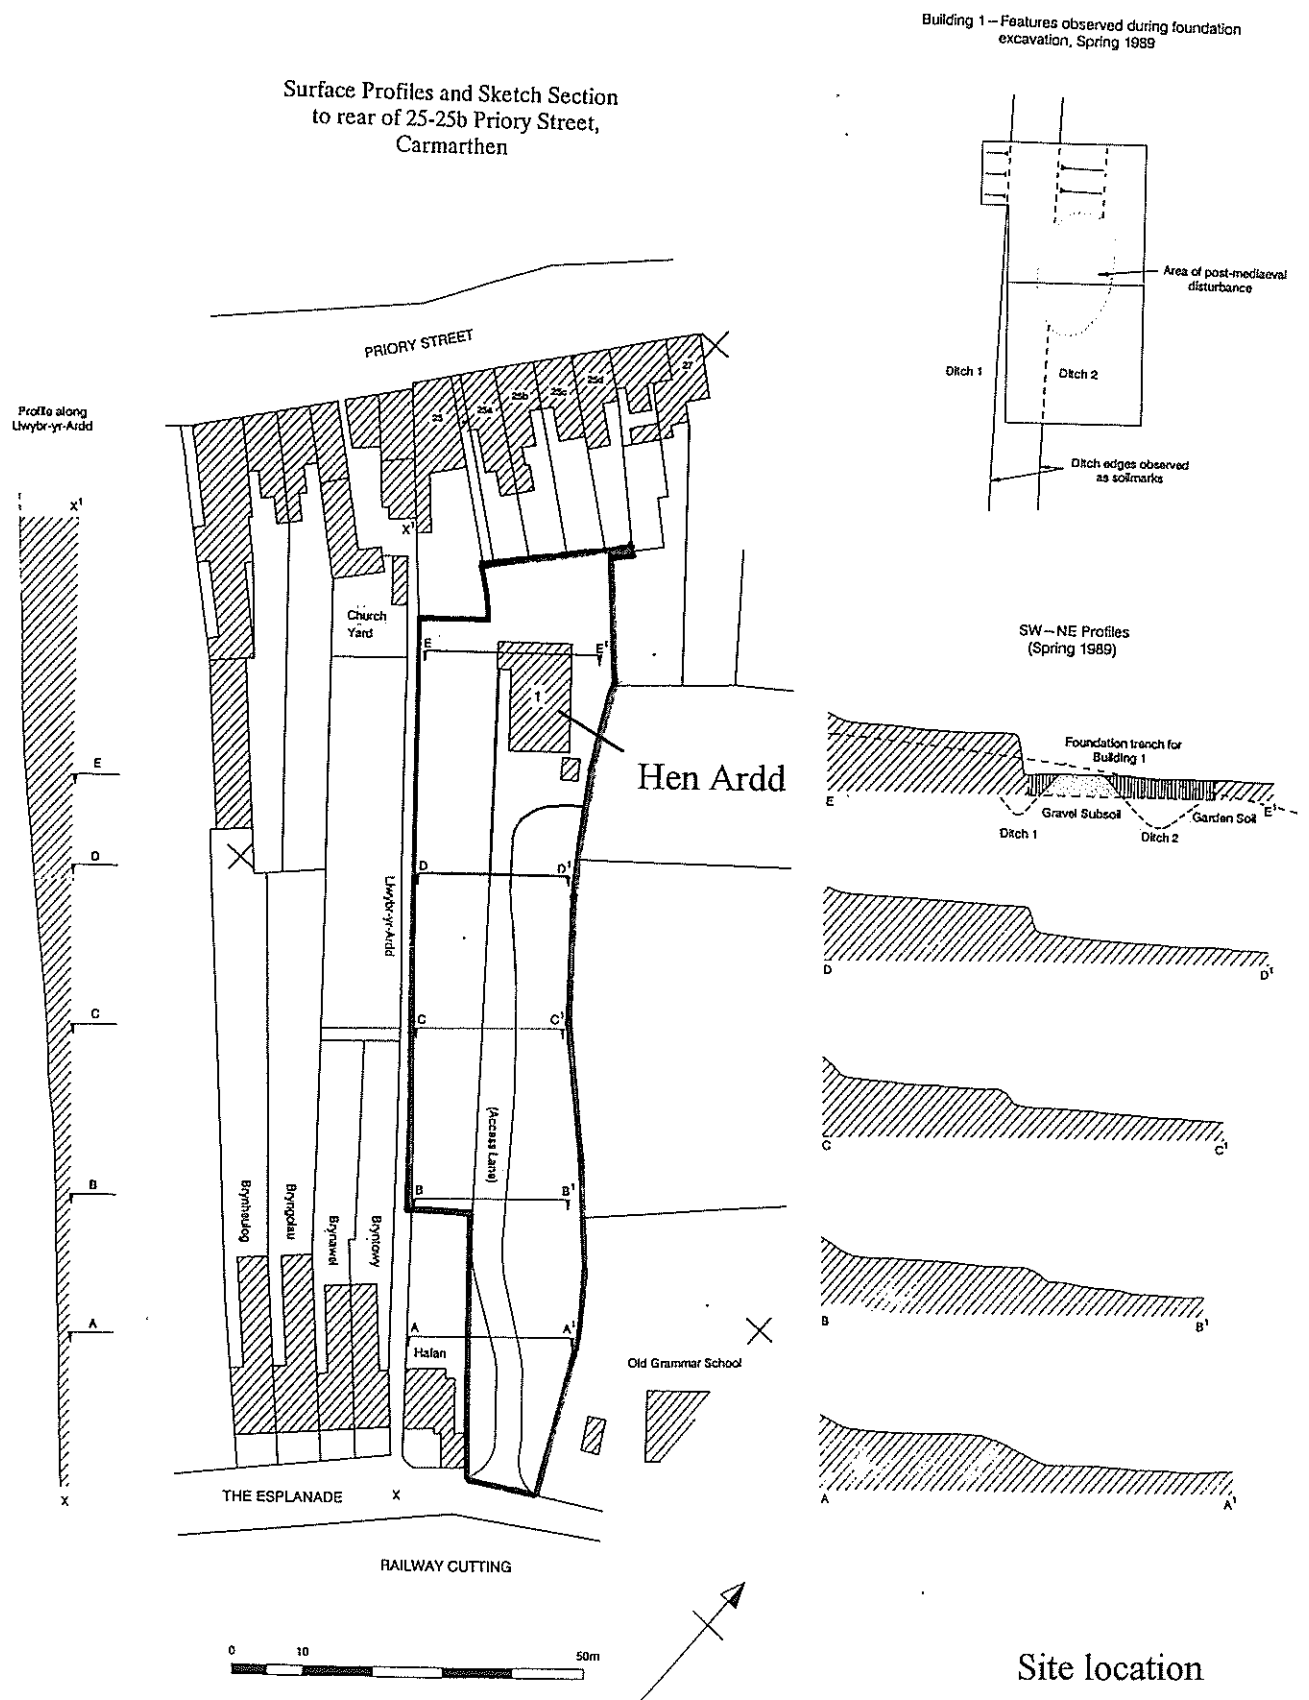 Building 1 – Features observed during foundation
excavation, Spring 1989
Surface Profiles and Sketch Section
to rear of 25-25b Priory Street,
Carmarthen
Area of post-mediaeval
disturbance
Ditch 1
Ditch 2
Ditch edges observed
as soilmarks
PRIORY STREET
25
25a
25b
25c
25d
27
Profile along
Llwybr-yr-Ardd
X¹
X¹
Church
Yard
E
E¹
1
Hen Ardd
E
D
D
D¹
Llwybr-yr-Ardd
C
C
C¹
(Access Lane)
B
B
B¹
Brynheulog
Bryngolau
Brynawel
Bryntowy
A
A
A¹
Hafan
Old Grammar School
X
THE ESPLANADE
X
RAILWAY CUTTING
0
10
50m
SW–NE Profiles
(Spring 1989)
Foundation trench for
Building 1
E
E¹
Gravel Subsoil
Garden Soil
Ditch 1
Ditch 2
D
D¹
C
C¹
B
B¹
A
A¹
Site location